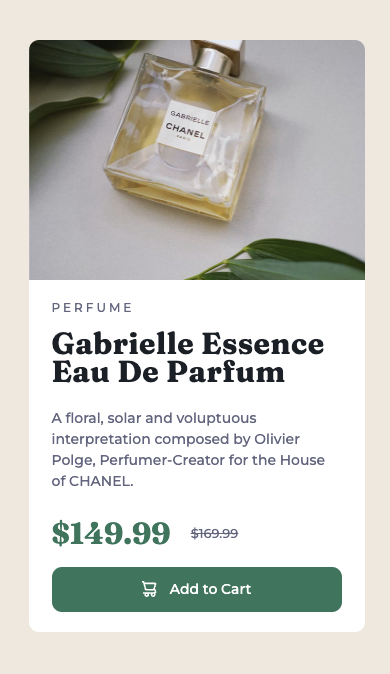 GABRIELLE
CHANEL
PARIS
PERFUME
Gabrielle Essence
Eau De Parfum
A floral, solar and voluptuous
interpretation composed by Olivier
Polge, Perfumer-Creator for the House
of CHANEL.
$149.99 $169.99
Add to Cart